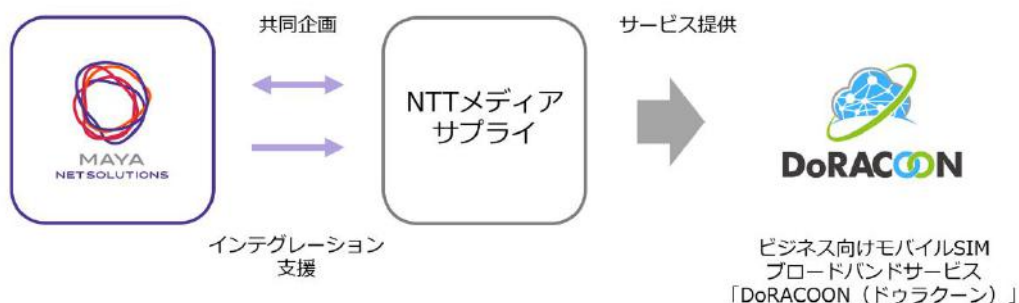 共同企画
サービス提供
MAYA
NET SOLUTIONS
NTTメディア
サプライ
DoRACOON
インテグレーション
支援
ビジネス向けモバイルSIM
ブロードバンドサービス
「DoRACOON（ドゥラクーン）」